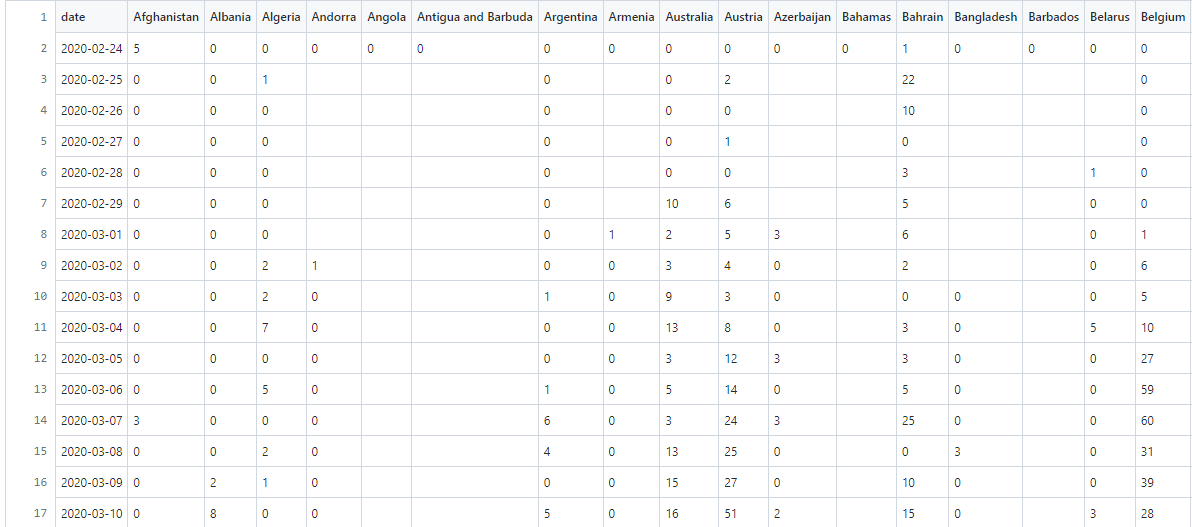 1 date Afghanistan Albania Algeria Andorra Angola Antigua and Barbuda Argentina Armenia Australia Austria Azerbaijan Bahamas Bahrain Bangladesh Barbados Belarus Belgium
2 2020-02-24 5 0 0 0 0 0 0 0 0 0 0 0 1 0 0 0 0
3 2020-02-25 0 0 1 0 0 2 22 0
4 2020-02-26 0 0 0 0 0 0 10 0
5 2020-02-27 0 0 0 0 0 1 0 0
6 2020-02-28 0 0 0 0 0 0 3 1 0
7 2020-02-29 0 0 0 0 10 6 5 0 0
8 2020-03-01 0 0 0 0 1 2 5 3 6 0 1
9 2020-03-02 0 0 2 1 0 0 3 4 0 2 0 6
10 2020-03-03 0 0 2 0 1 0 9 3 0 0 0 0 5
11 2020-03-04 0 0 7 0 0 0 13 8 0 3 0 5 10
12 2020-03-05 0 0 0 0 0 0 3 12 3 3 0 0 27
13 2020-03-06 0 0 5 0 1 0 5 14 0 5 0 0 59
14 2020-03-07 3 0 0 0 6 0 3 24 3 25 0 0 60
15 2020-03-08 0 0 2 0 4 0 13 25 0 0 3 0 31
16 2020-03-09 0 2 1 0 0 0 15 27 0 10 0 0 39
17 2020-03-10 0 8 0 0 5 0 16 51 2 15 0 3 28